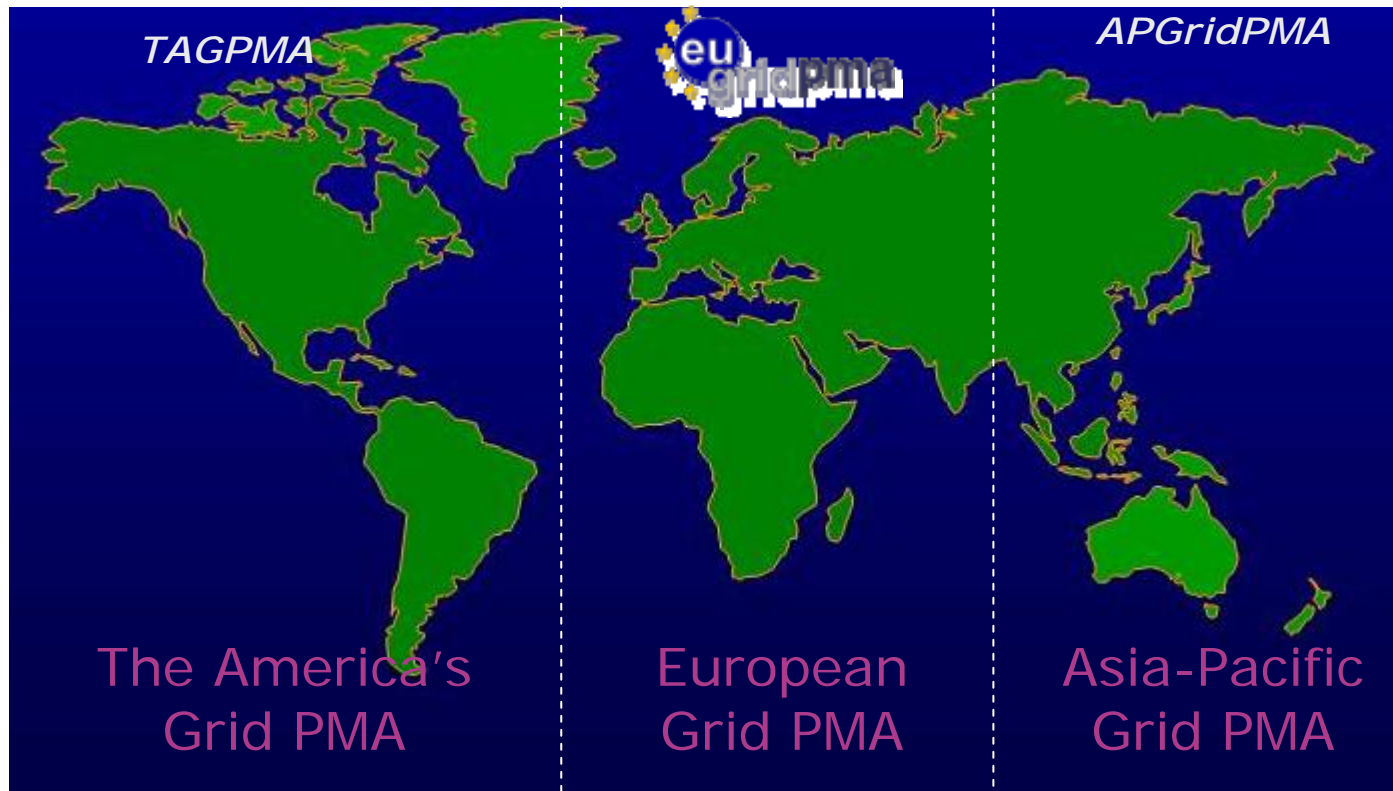 TAGPMA
eu
gridpma
APGridPMA
The America's
Grid PMA
European
Grid PMA
Asia-Pacific
Grid PMA